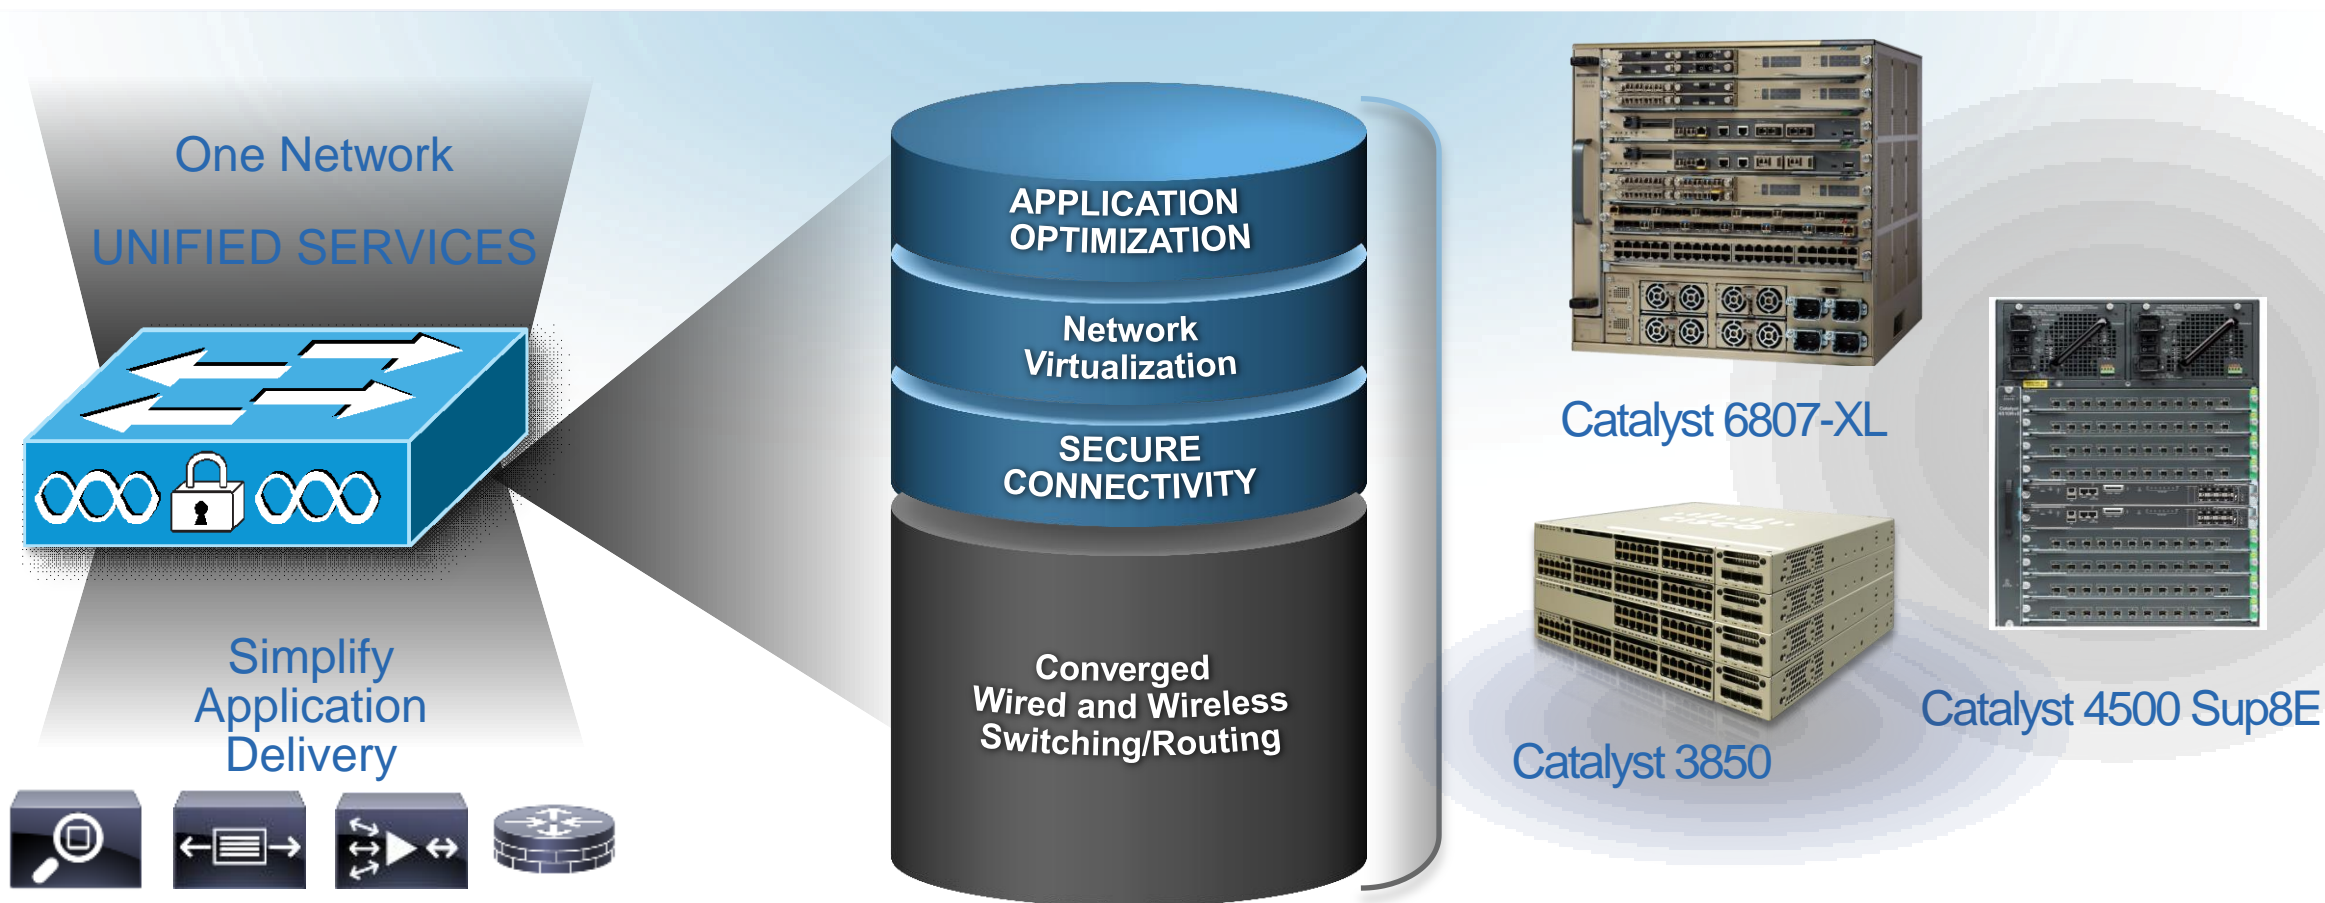 One Network
UNIFIED SERVICES
Simplify
Application
Delivery
APPLICATION
OPTIMIZATION
Network
Virtualization
SECURE
CONNECTIVITY
Converged
Wired and Wireless
Switching/Routing
Catalyst 6807-XL
Catalyst 3850
Catalyst 4500 Sup8E
CISCO